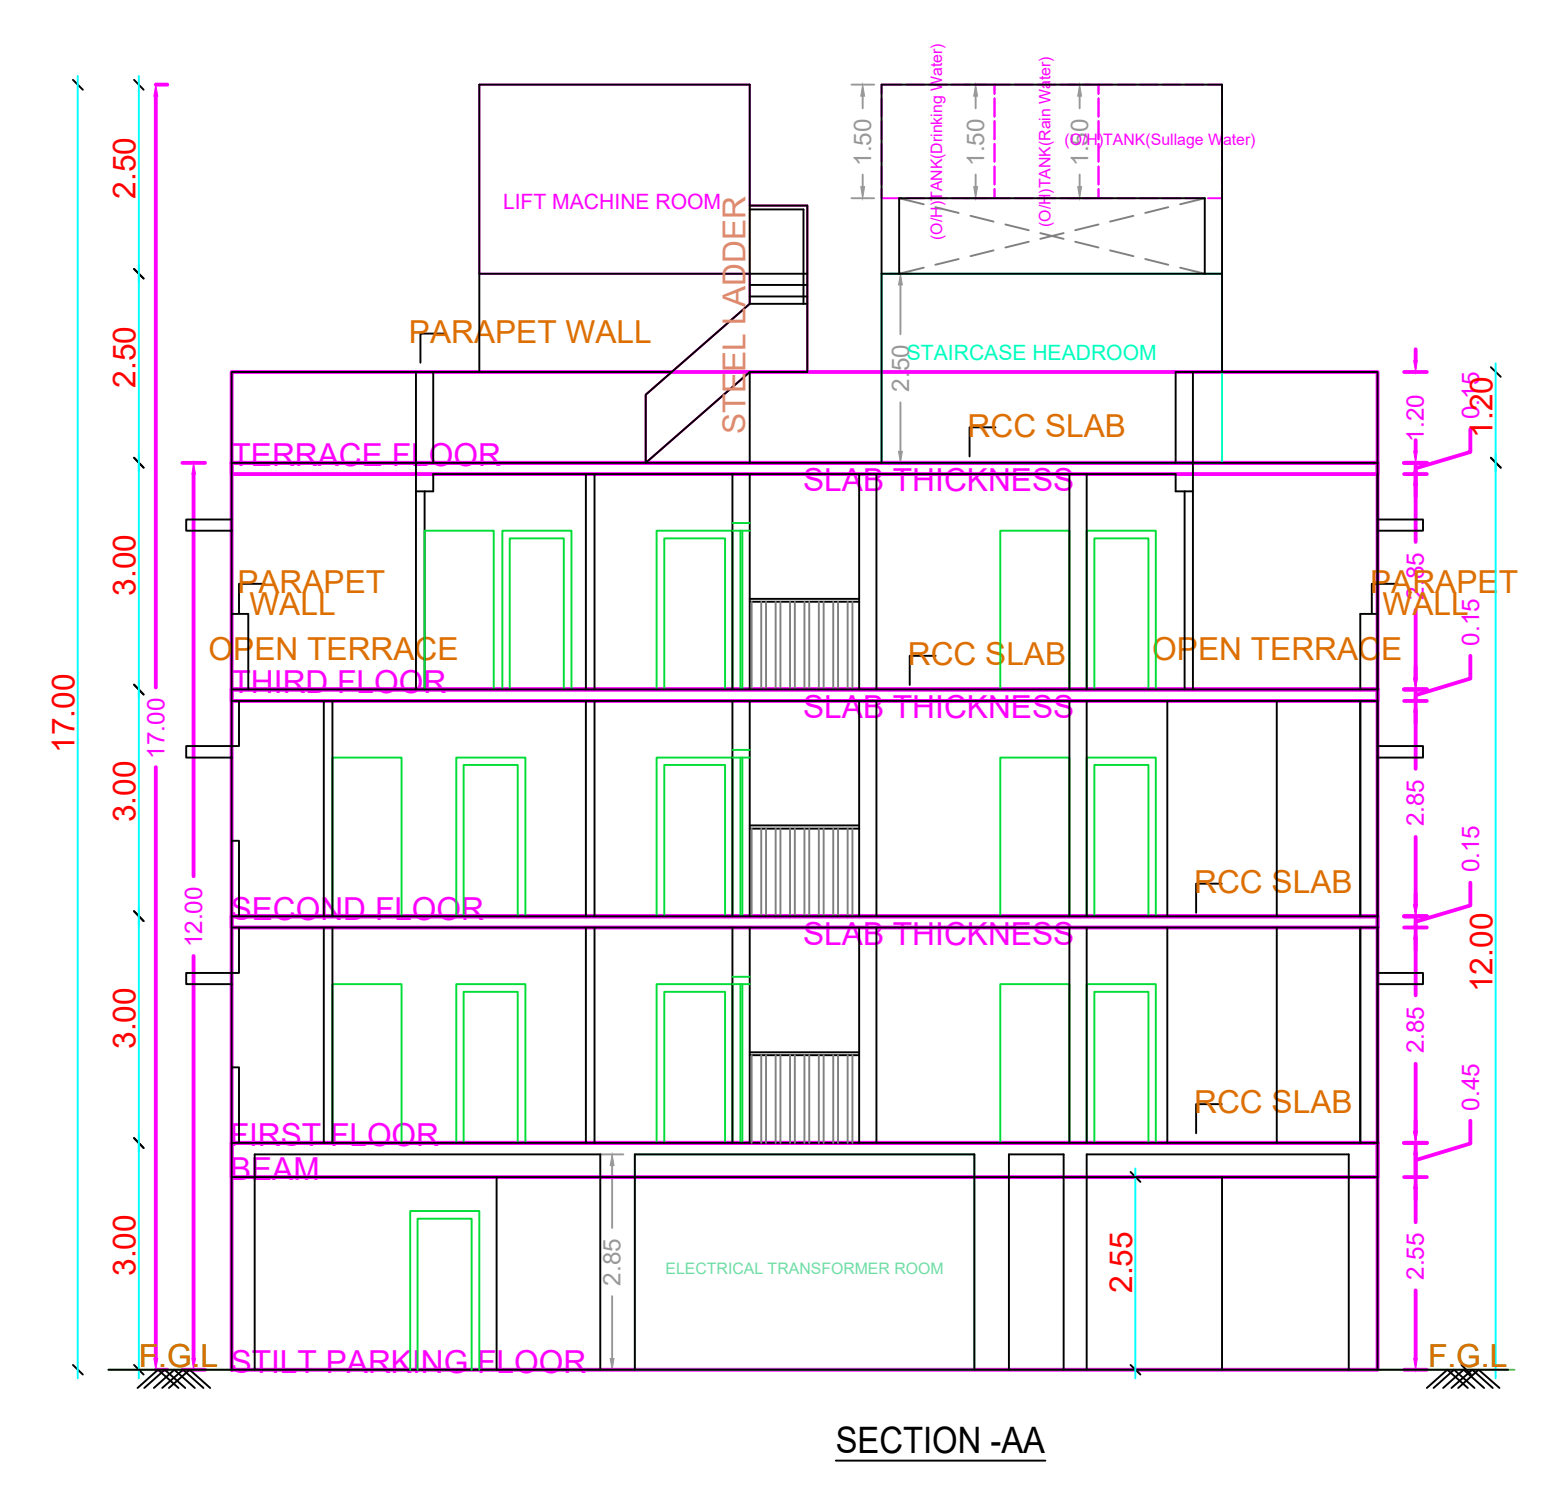 (O/H)TANK(Drinking Water)
(O/H)TANK(Rain Water)
(O/H)TANK(Sullage Water)
1.50
1.50
1.50
2.50
LIFT MACHINE ROOM
STEEL LADDER
PARAPET WALL
2.50
2.50
STAIRCASE HEADROOM
1.20
0.15
1.20
RCC SLAB
TERRACE FLOOR
SLAB THICKNESS
3.00
PARAPET
WALL
2.85
PARAPET
WALL
OPEN TERRACE
RCC SLAB
OPEN TERRACE
0.15
THIRD FLOOR
SLAB THICKNESS
17.00
17.00
3.00
2.85
0.15
RCC SLAB
12.00
SECOND FLOOR
SLAB THICKNESS
12.00
3.00
2.85
0.45
RCC SLAB
FIRST FLOOR
BEAM
3.00
2.85
ELECTRICAL TRANSFORMER ROOM
2.55
2.55
F.G.L
STILT PARKING FLOOR
F.G.L
SECTION -AA